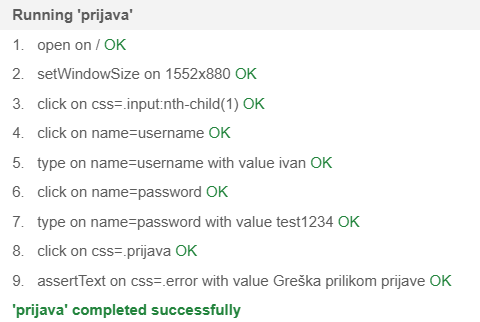 Running 'prijava'
1. open on / OK
2. setWindowSize on 1552x880 OK
3. click on css=.input:nth-child(1) OK
4. click on name=username OK
5. type on name=username with value ivan OK
6. click on name=password OK
7. type on name=password with value test1234 OK
8. click on css=.prijava OK
9. assertText on css=.error with value Greška prilikom prijave OK
'prijava' completed successfully